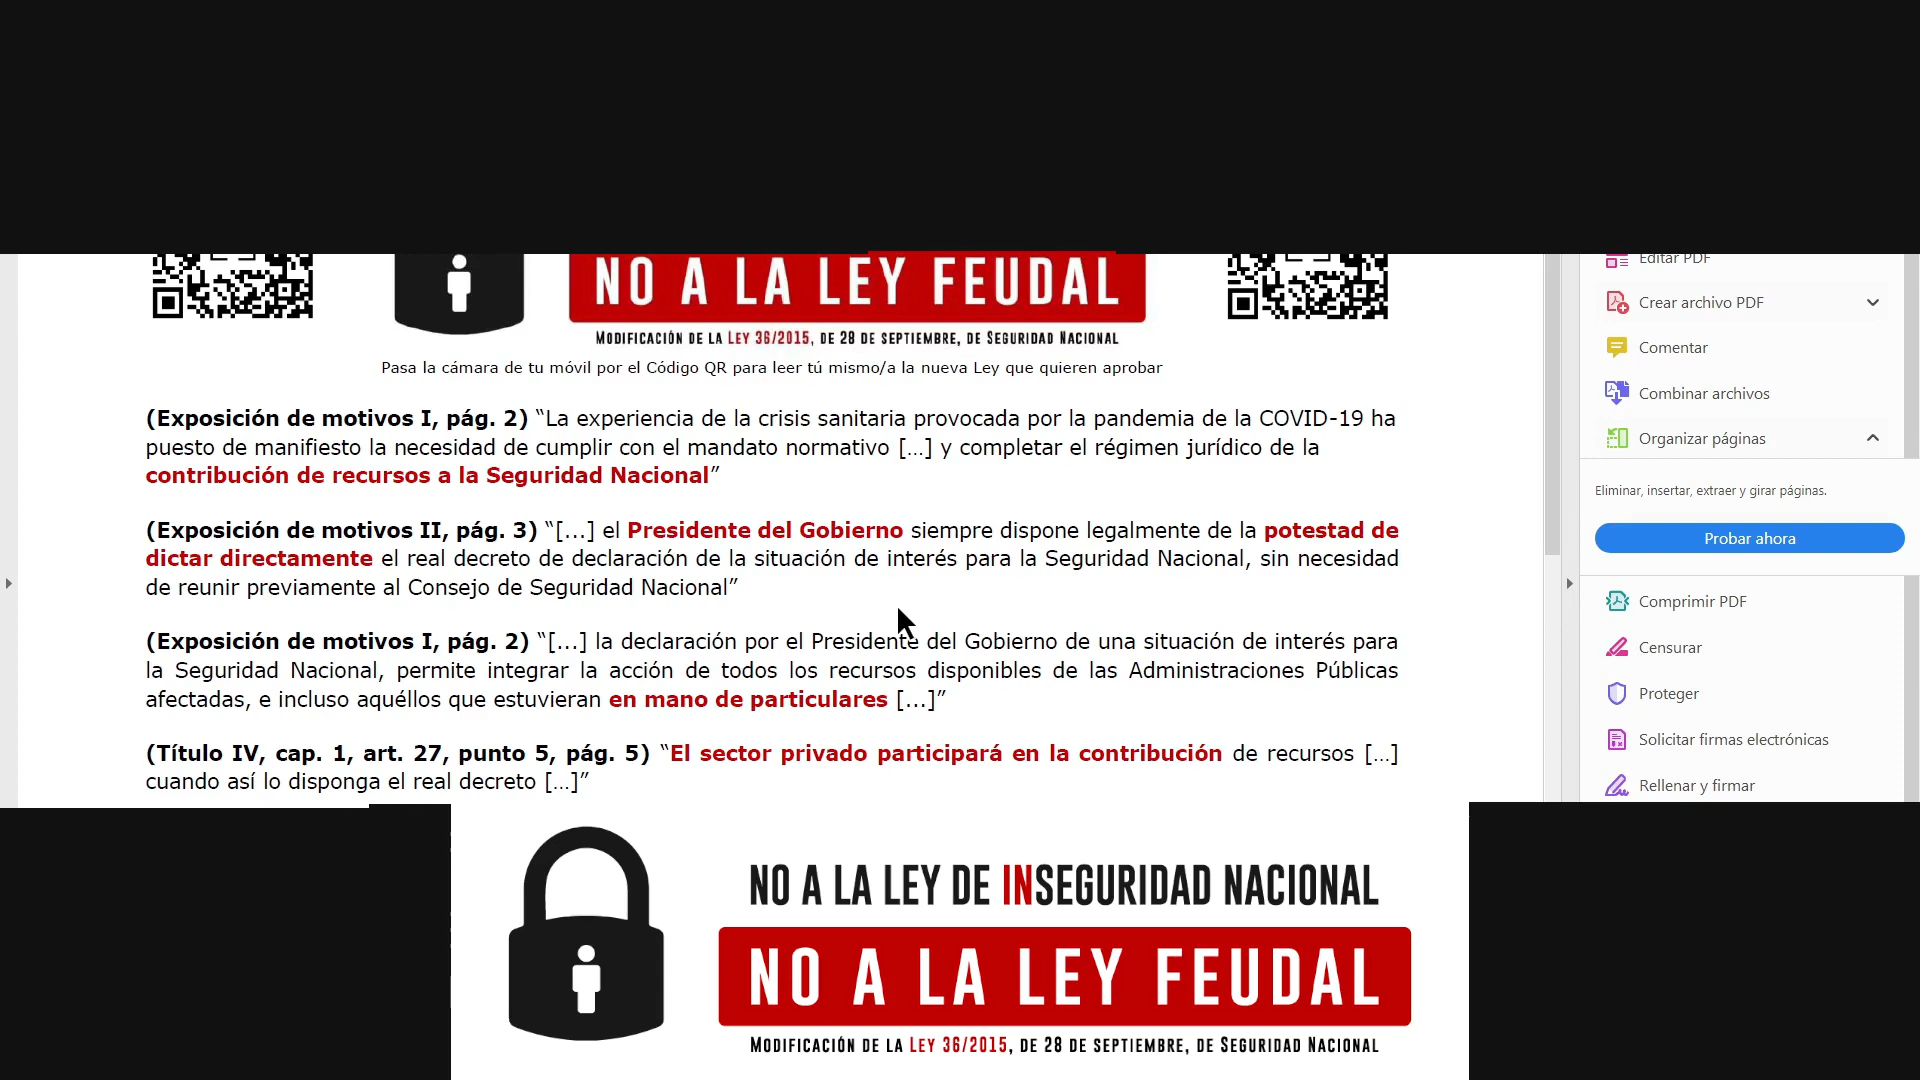 NO A LA LEY FEUDAL
Modificación de la Ley 36/2015, de 28 de septiembre, de Seguridad Nacional
Pasa la cámara de tu móvil por el Código QR para leer tú mismo/a la nueva Ley que quieren aprobar
(Exposición de motivos I, pág. 2) “La experiencia de la crisis sanitaria provocada por la pandemia de la COVID-19 ha
puesto de manifiesto la necesidad de cumplir con el mandato normativo [...] y completar el régimen jurídico de la
contribución de recursos a la Seguridad Nacional”
(Exposición de motivos II, pág. 3) “[...] el Presidente del Gobierno siempre dispone legalmente de la potestad de
dictar directamente el real decreto de declaración de la situación de interés para la Seguridad Nacional, sin necesidad
de reunir previamente al Consejo de Seguridad Nacional”
(Exposición de motivos I, pág. 2) “[...] la declaración por el Presidente del Gobierno de una situación de interés para
la Seguridad Nacional, permite integrar la acción de todos los recursos disponibles de las Administraciones Públicas
afectadas, e incluso aquéllos que estuvieran en mano de particulares [...]”
(Título IV, cap. 1, art. 27, punto 5, pág. 5) “El sector privado participará en la contribución de recursos [...]
cuando así lo disponga el real decreto [...]”
Editar PDF
Crear archivo PDF
Comentar
Combinar archivos
Organizar páginas
Eliminar, insertar, extraer y girar páginas.
Probar ahora
Comprimir PDF
Censurar
Proteger
Solicitar firmas electrónicas
Rellenar y firmar
NO A LA LEY DE INSEGURIDAD NACIONAL
NO A LA LEY FEUDAL
Modificación de la Ley 36/2015, de 28 de septiembre, de Seguridad Nacional